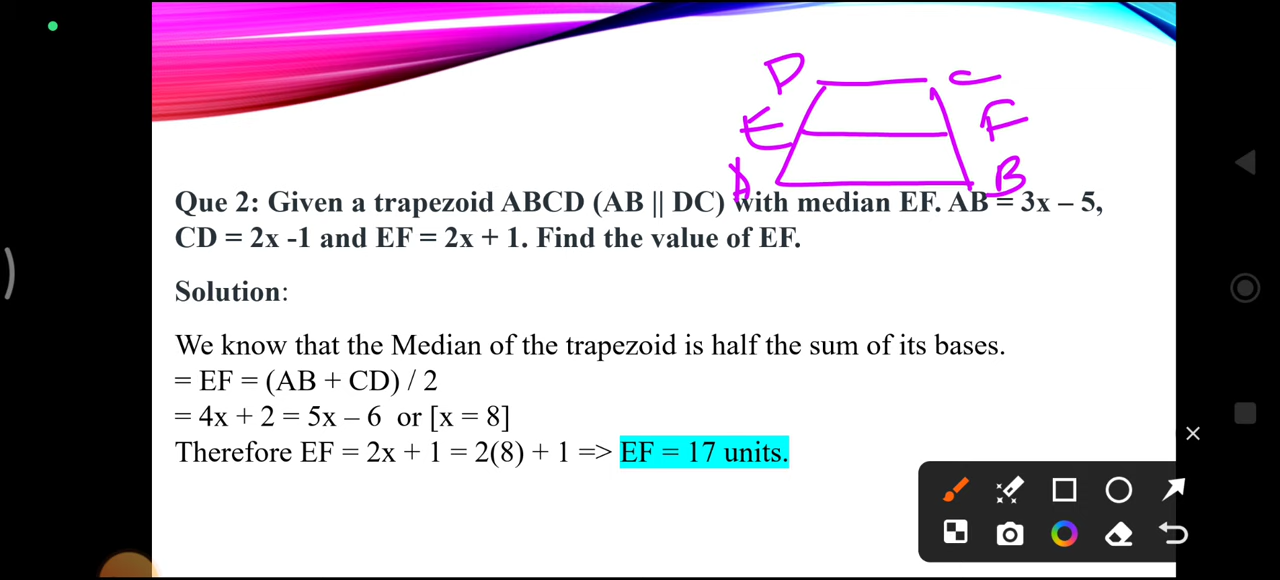 D C
E F
A B
Que 2: Given a trapezoid ABCD (AB || DC) with median EF. AB = 3x – 5,
CD = 2x -1 and EF = 2x + 1. Find the value of EF.
Solution:
We know that the Median of the trapezoid is half the sum of its bases.
= EF = (AB + CD) / 2
= 4x + 2 = 5x – 6 or [x = 8]
Therefore EF = 2x + 1 = 2(8) + 1 => EF = 17 units.